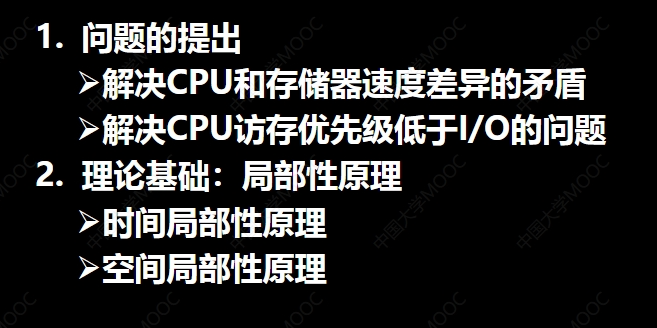 1. 问题的提出
➢解决CPU和存储器速度差异的矛盾
➢解决CPU访存优先级低于I/O的问题
2. 理论基础：局部性原理
➢时间局部性原理
➢空间局部性原理
中国大学MOOC
中国大学MOOC
中国大学MOOC